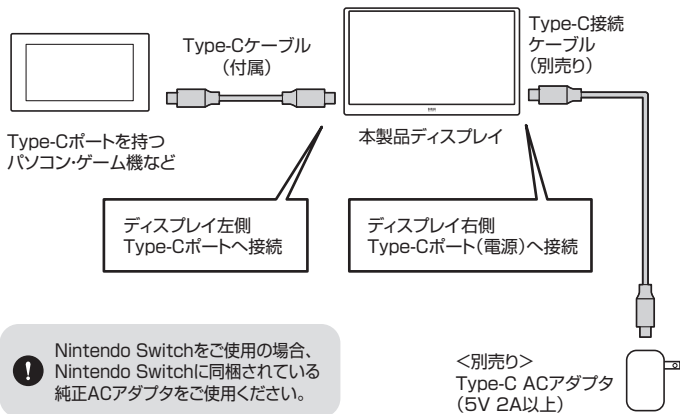 Type-Cケーブル
（付属）
Type-C接続
ケーブル
（別売り）
Type-Cポートを持つ
パソコン・ゲーム機など
本製品ディスプレイ
ディスプレイ左側
Type-Cポートへ接続
ディスプレイ右側
Type-Cポート（電源）へ接続
Nintendo Switchをご使用の場合、
Nintendo Switchに同梱されている
純正ACアダプタをご使用ください。
＜別売り＞
Type-C ACアダプタ
（5V 2A以上）